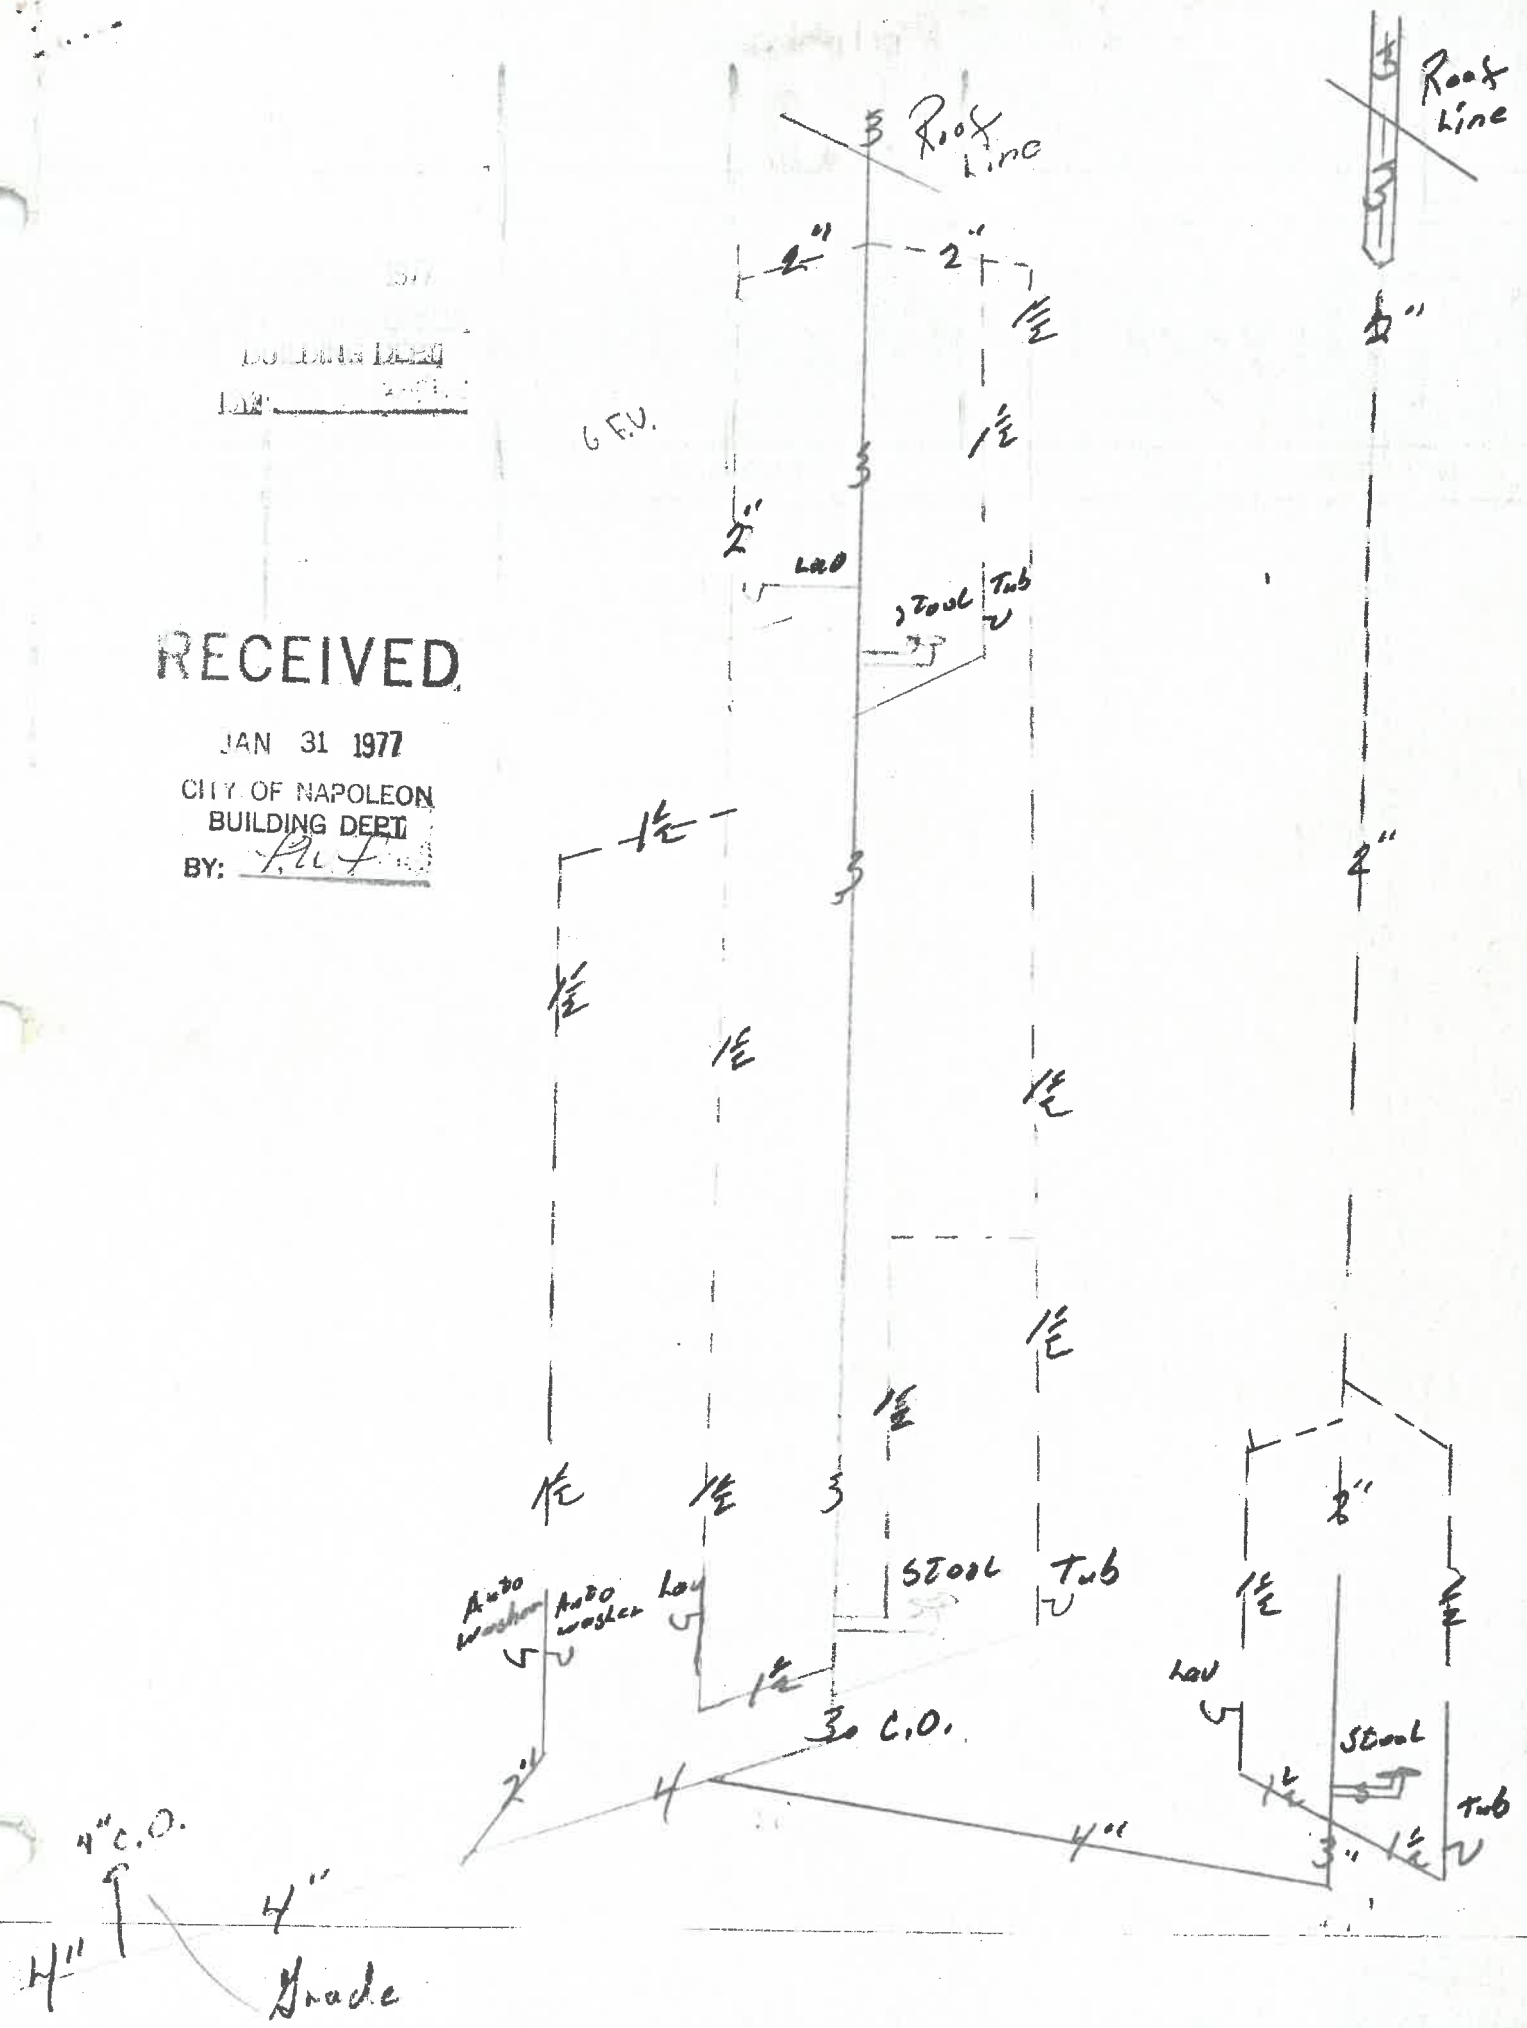 3 Roof
Line
3 Roof
Line
3
2" 2"
1½
2"
6 F.U.
1½
3
2"
Lav
Stool Tub
RECEIVED
JAN 31 1977
CITY OF NAPOLEON
BUILDING DEPT.
BY:
1½
3
2"
1½
1½
1½
1½
1½
1½ 1½ 3
2"
Stool Tub
Auto
washer
Auto
washer
Lav
1½ 1½
1½
Lav
3 C.O.
Stool
2" 4
1½
Tub
4" 3" 1½
4" C.O.
4"
4"
Grade